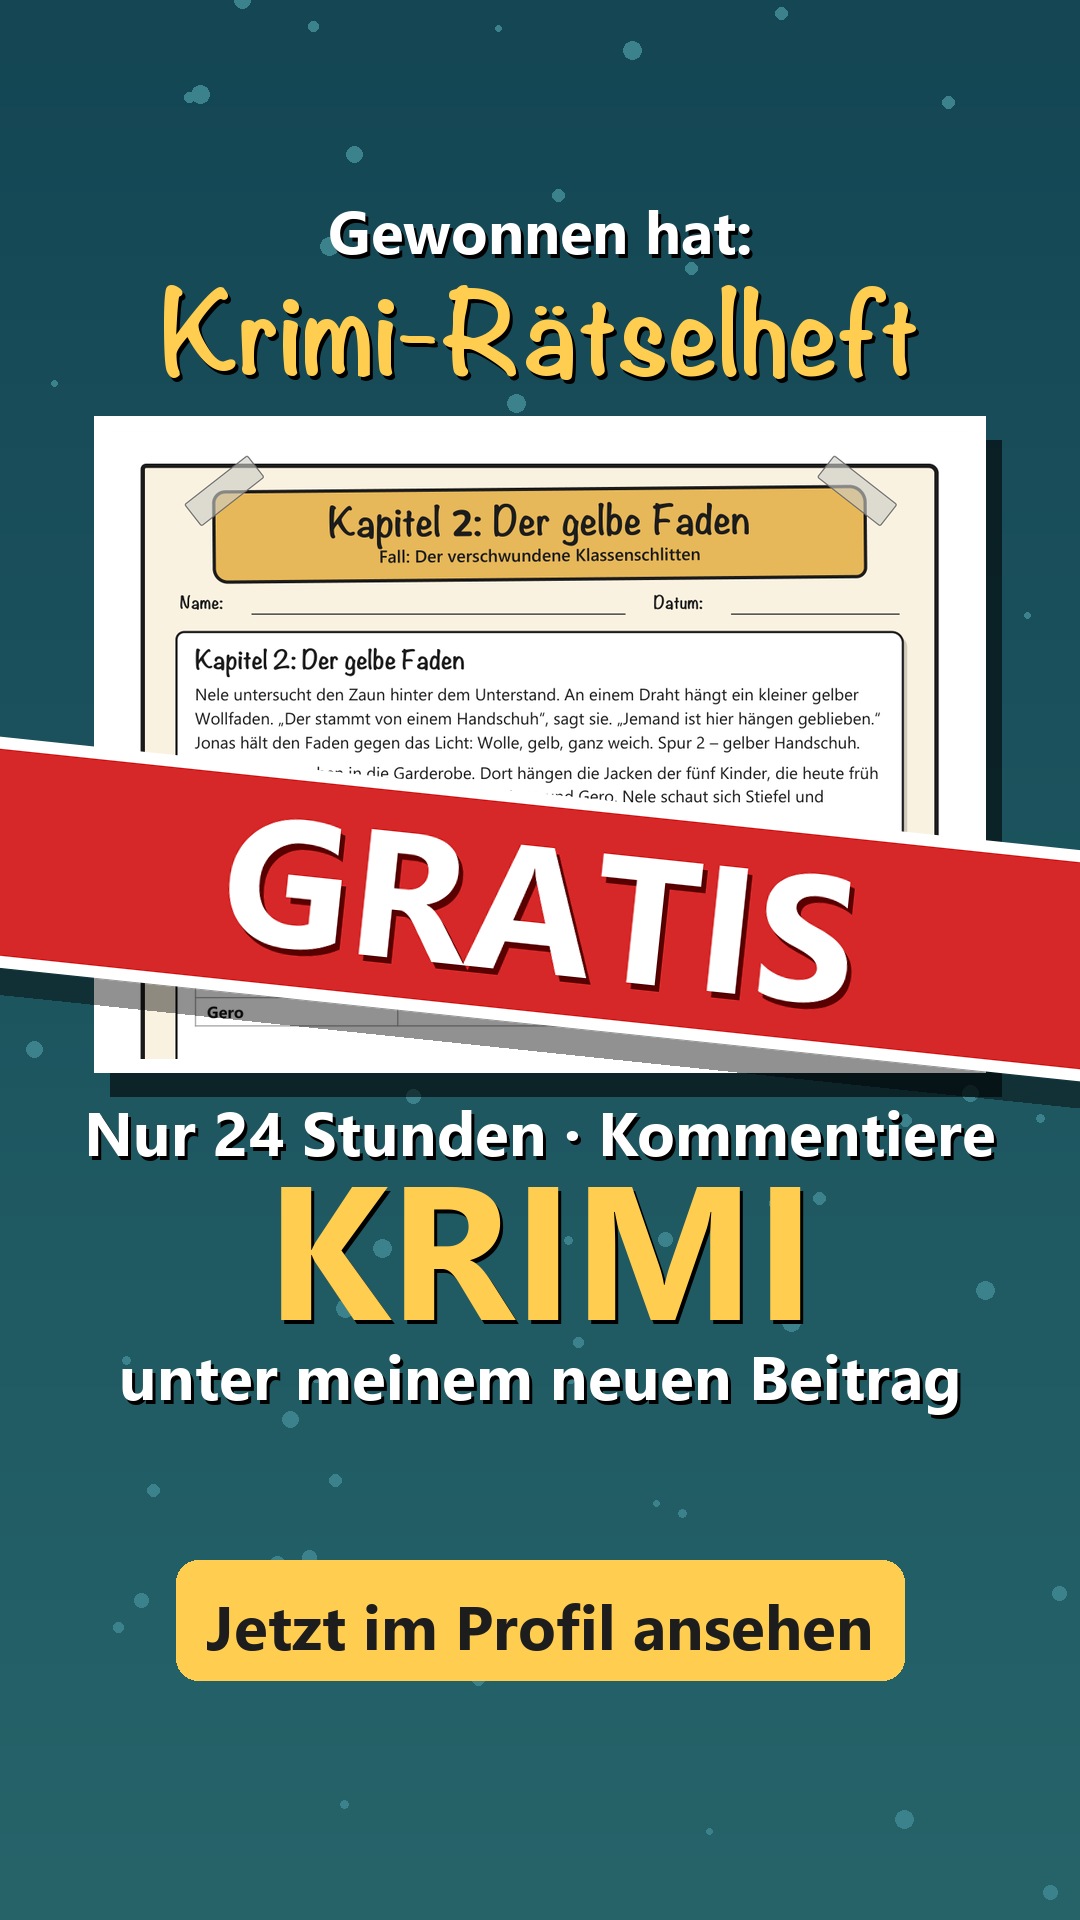 Gewonnen hat:
Krimi-Rätselheft
Kapitel 2: Der gelbe Faden
Fall: Der verschwundene Klassenschlitten
Name: Datum:
Kapitel 2: Der gelbe Faden
Nele untersucht den Zaun hinter dem Unterstand. An einem Draht hängt ein kleiner gelber
Wollfaden. „Der stammt von einem Handschuh“, sagt sie. „Jemand ist hier hängen geblieben.“
Jonas hält den Faden gegen das Licht: Wolle, gelb, ganz weich. Spur 2 – gelber Handschuh.
in die Garderobe. Dort hängen die Jacken der fünf Kinder, die heute früh
und Gero. Nele schaut sich Stiefel und
GRATIS
Gero
Nur 24 Stunden · Kommentiere
KRIMI
unter meinem neuen Beitrag
Jetzt im Profil ansehen